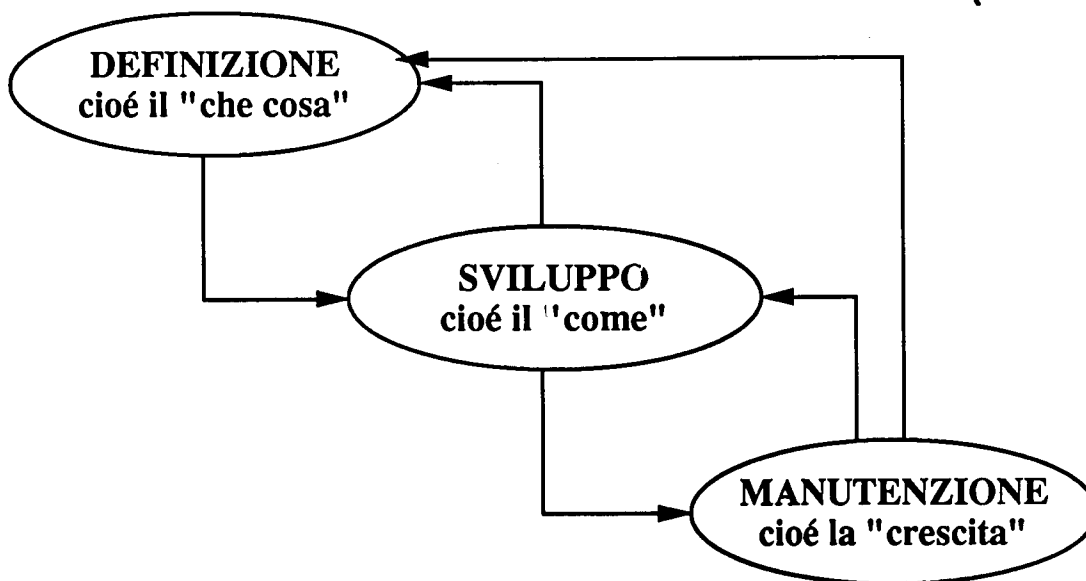 DEFINIZIONE
cioé il "che cosa"
SVILUPPO
cioé il "come"
MANUTENZIONE
cioé la "crescita"